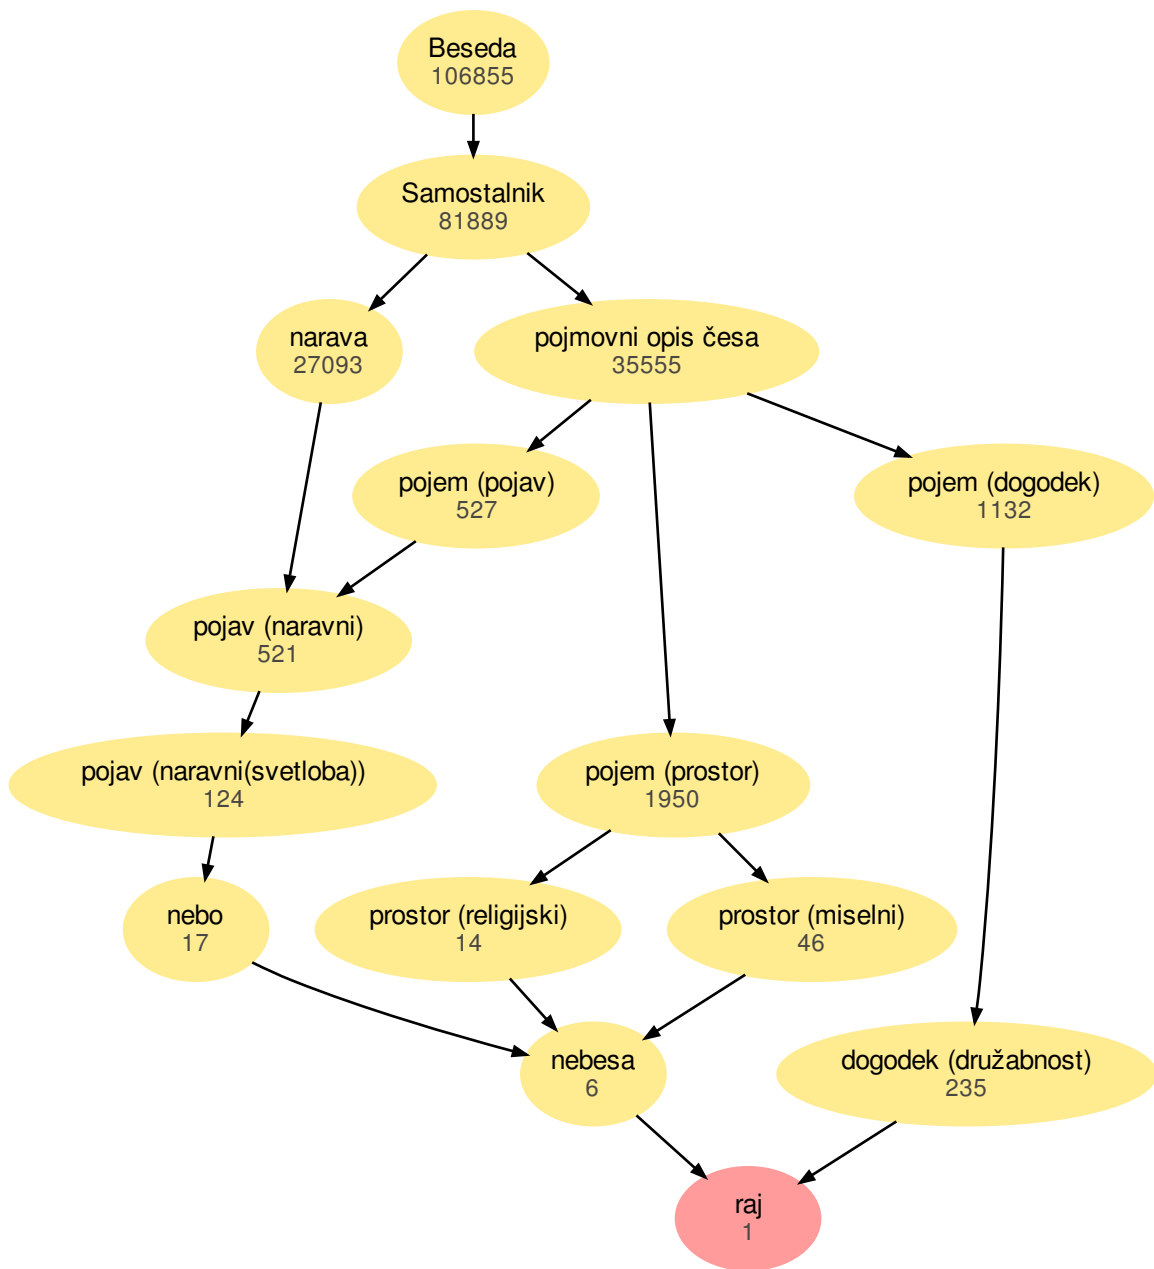 Beseda
106855
Samostalnik
81889
narava
27093
pojmovni opis česa
35555
pojem (pojav)
527
pojem (dogodek)
1132
pojav (naravni)
521
pojav (naravni(svetloba))
124
pojem (prostor)
1950
nebo
17
prostor (religijski)
14
prostor (miselni)
46
nebesa
6
dogodek (družabnost)
235
raj
1